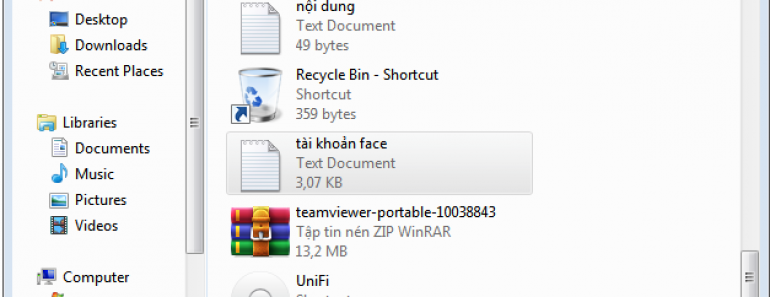 Desktop
Downloads
Recent Places
Libraries
Documents
Music
Pictures
Videos
Computer
nội dung
Text Document
49 bytes
Recycle Bin - Shortcut
Shortcut
359 bytes
tài khoản face
Text Document
3,07 KB
teamviewer-portable-10038843
Tập tin nén ZIP WinRAR
13,2 MB
UniFi